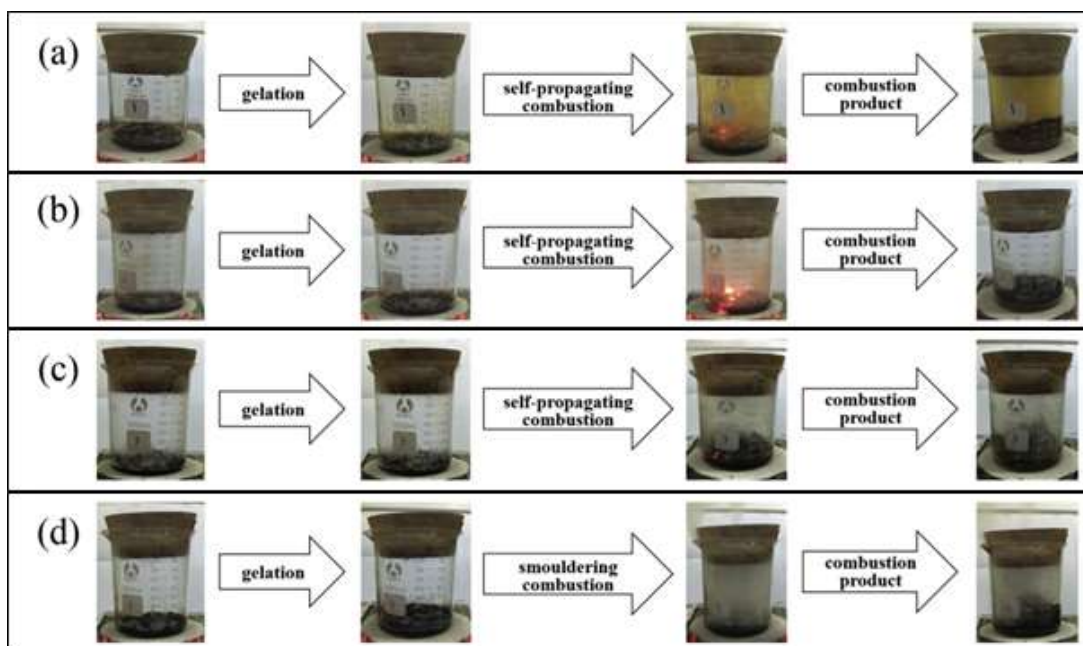 (a)
gelation
self-propagating
combustion
combustion
product
(b)
gelation
self-propagating
combustion
combustion
product
(c)
gelation
self-propagating
combustion
combustion
product
(d)
gelation
smouldering
combustion
combustion
product